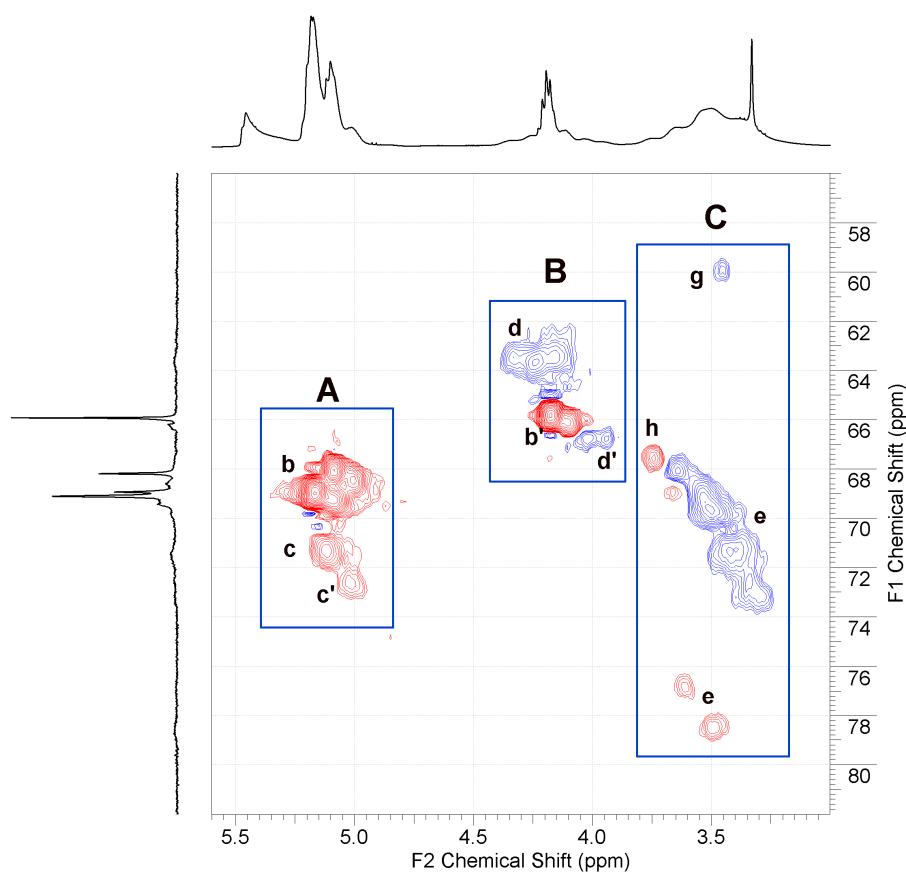 C
B
g
d
A
h
b'
d'
b
e
c
c'
e
58
60
62
64
66
68
70
72
74
76
78
80
F1 Chemical Shift (ppm)
5.5 5.0 4.5 4.0 3.5
F2 Chemical Shift (ppm)